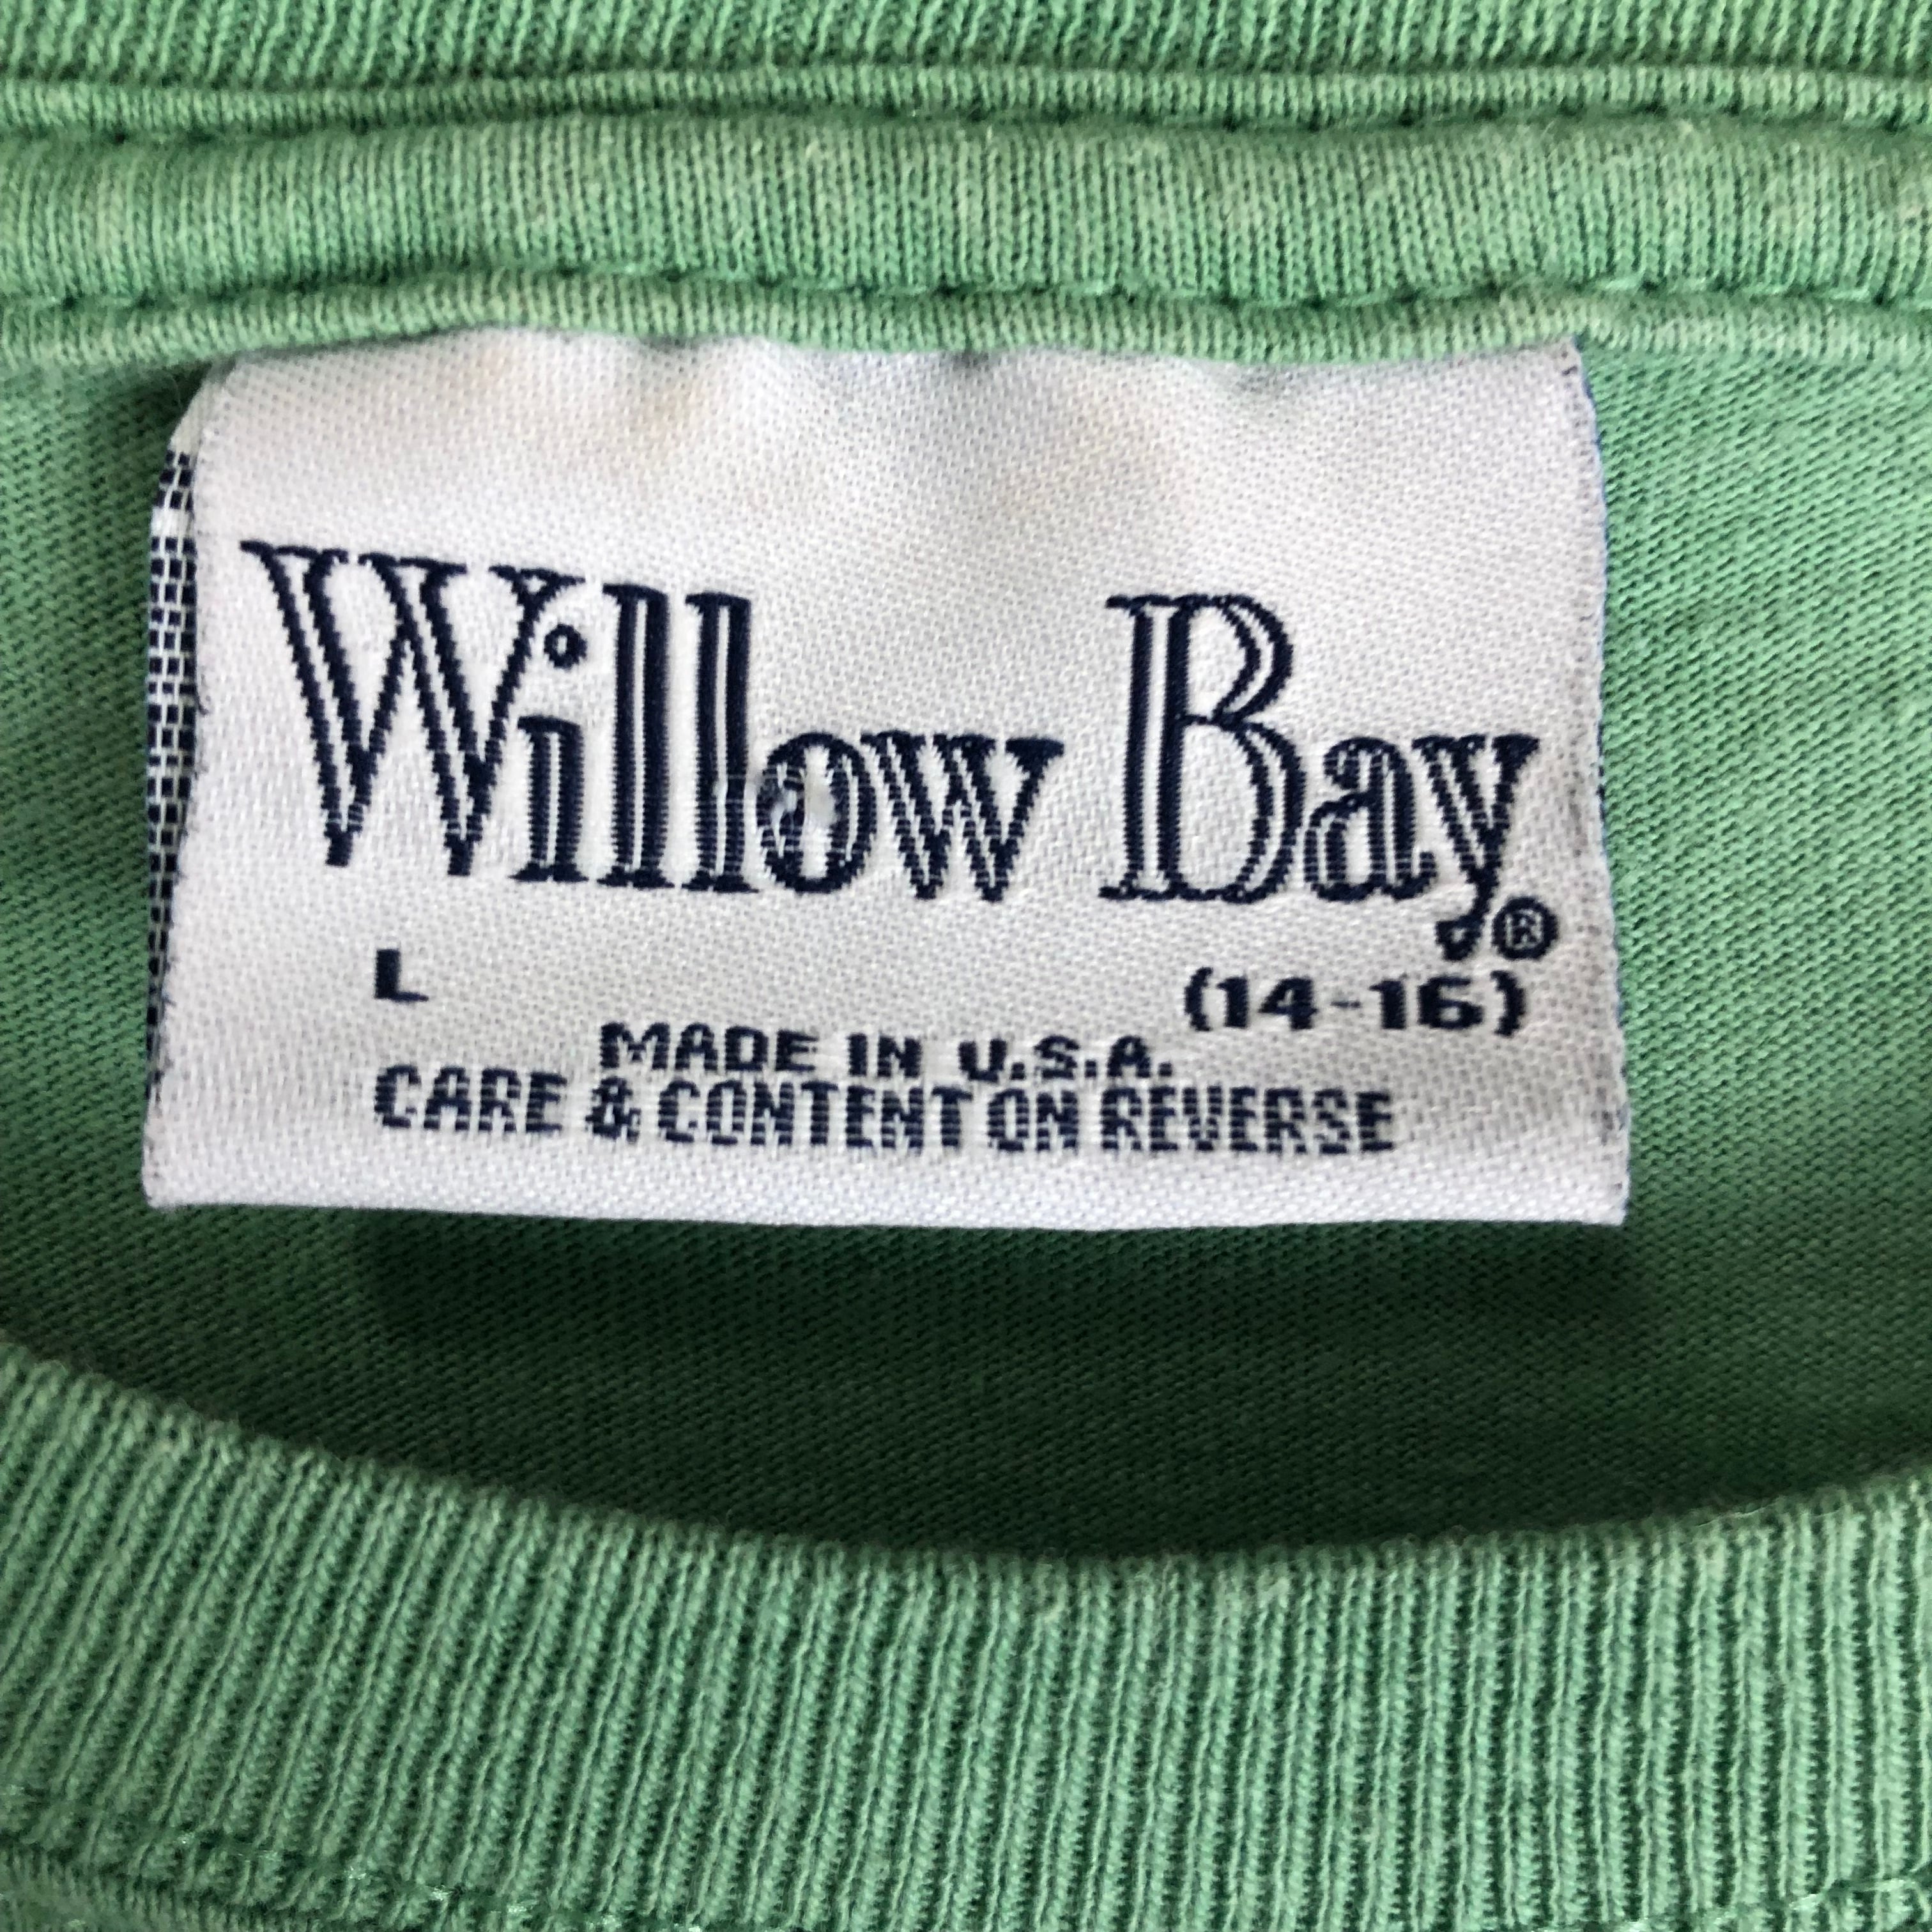 Willow Bay®
L (14-16)
MADE IN U.S.A.
CARE & CONTENT ON REVERSE